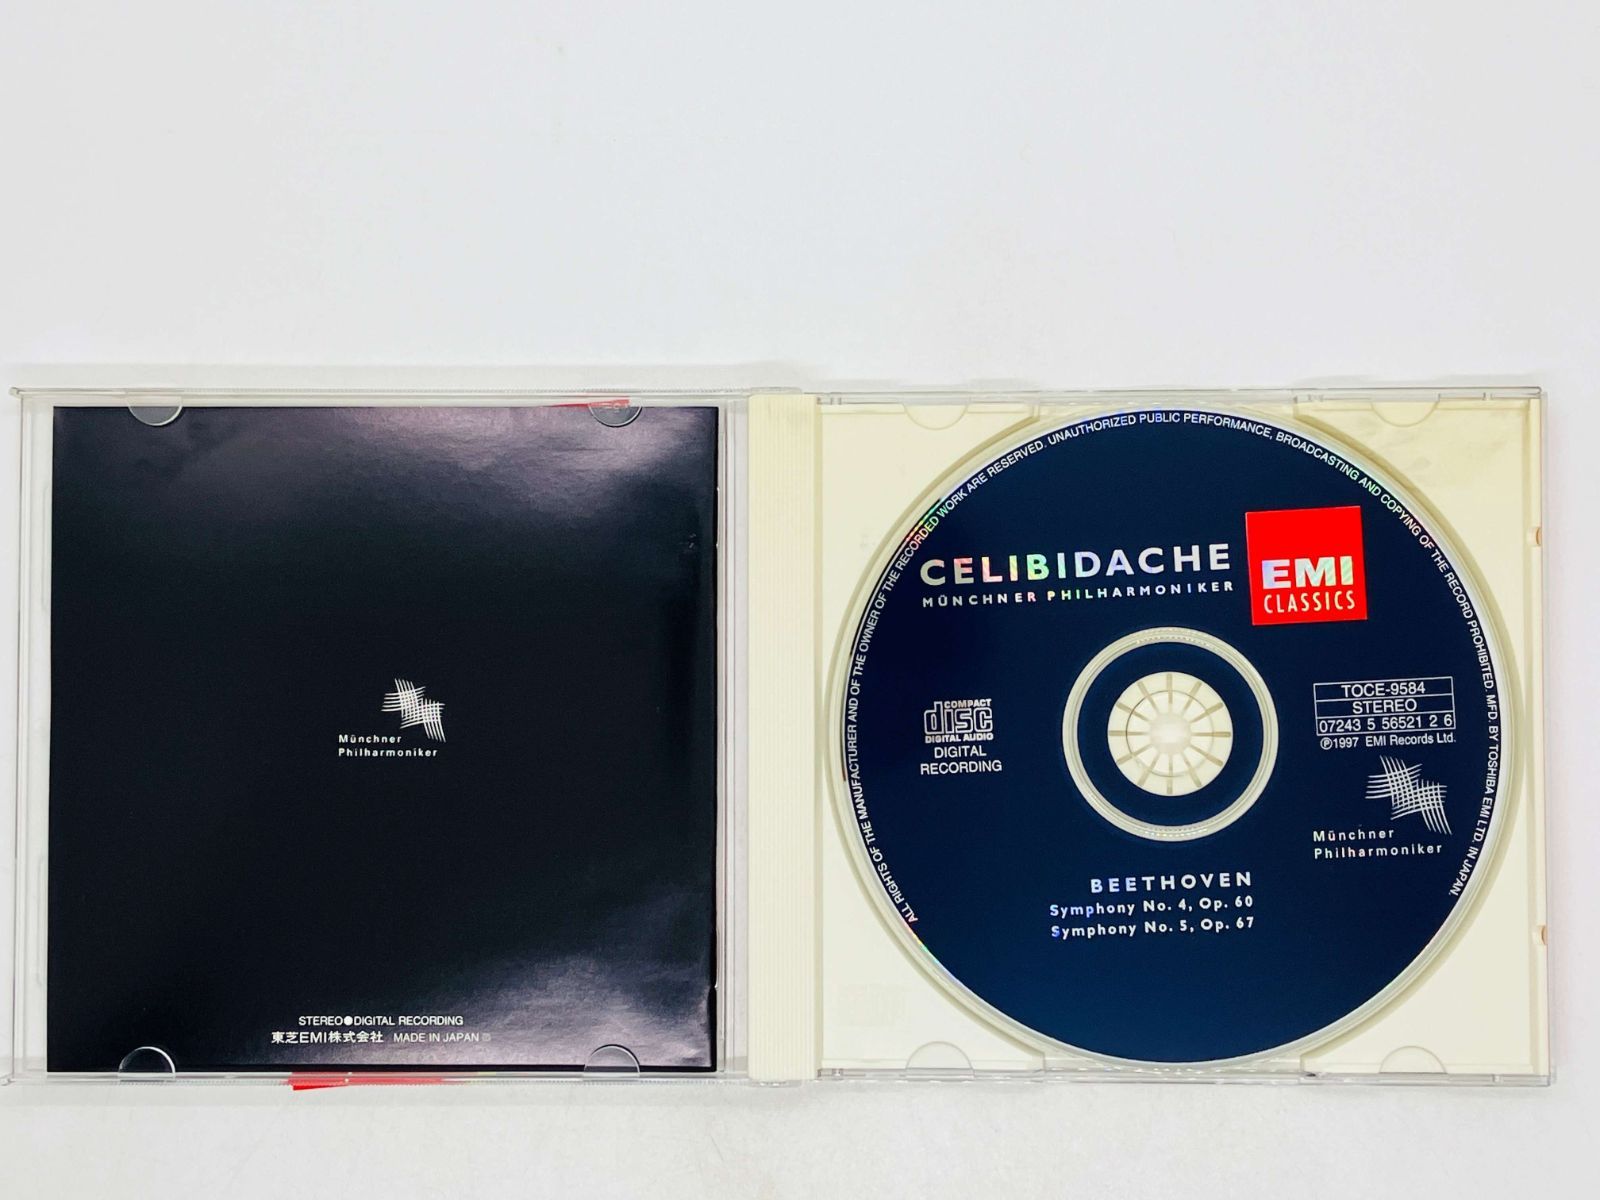 Münchner
Philharmoniker
STEREO●DIGITAL RECORDING
東芝EMI株式会社 MADE IN JAPAN
ALL RIGHTS OF THE MANUFACTURER AND OF THE OWNER OF THE RECORDED WORK ARE RESERVED. UNAUTHORIZED PUBLIC PERFORMANCE, BROADCASTING AND COPYING OF THE RECORD PROHIBITED. MFD. BY TOSHIBA EMI LTD. IN JAPAN.
CELIBIDACHE
MÜNCHNER PHILHARMONIKER
EMI
CLASSICS
COMPACT
disc
DIGITAL AUDIO
DIGITAL
RECORDING
TOCE-9584
STEREO
07243 5 56521 2 6
℗1997 EMI Records Ltd.
Münchner
Philharmoniker
BEETHOVEN
Symphony No. 4, Op. 60
Symphony No. 5, Op. 67